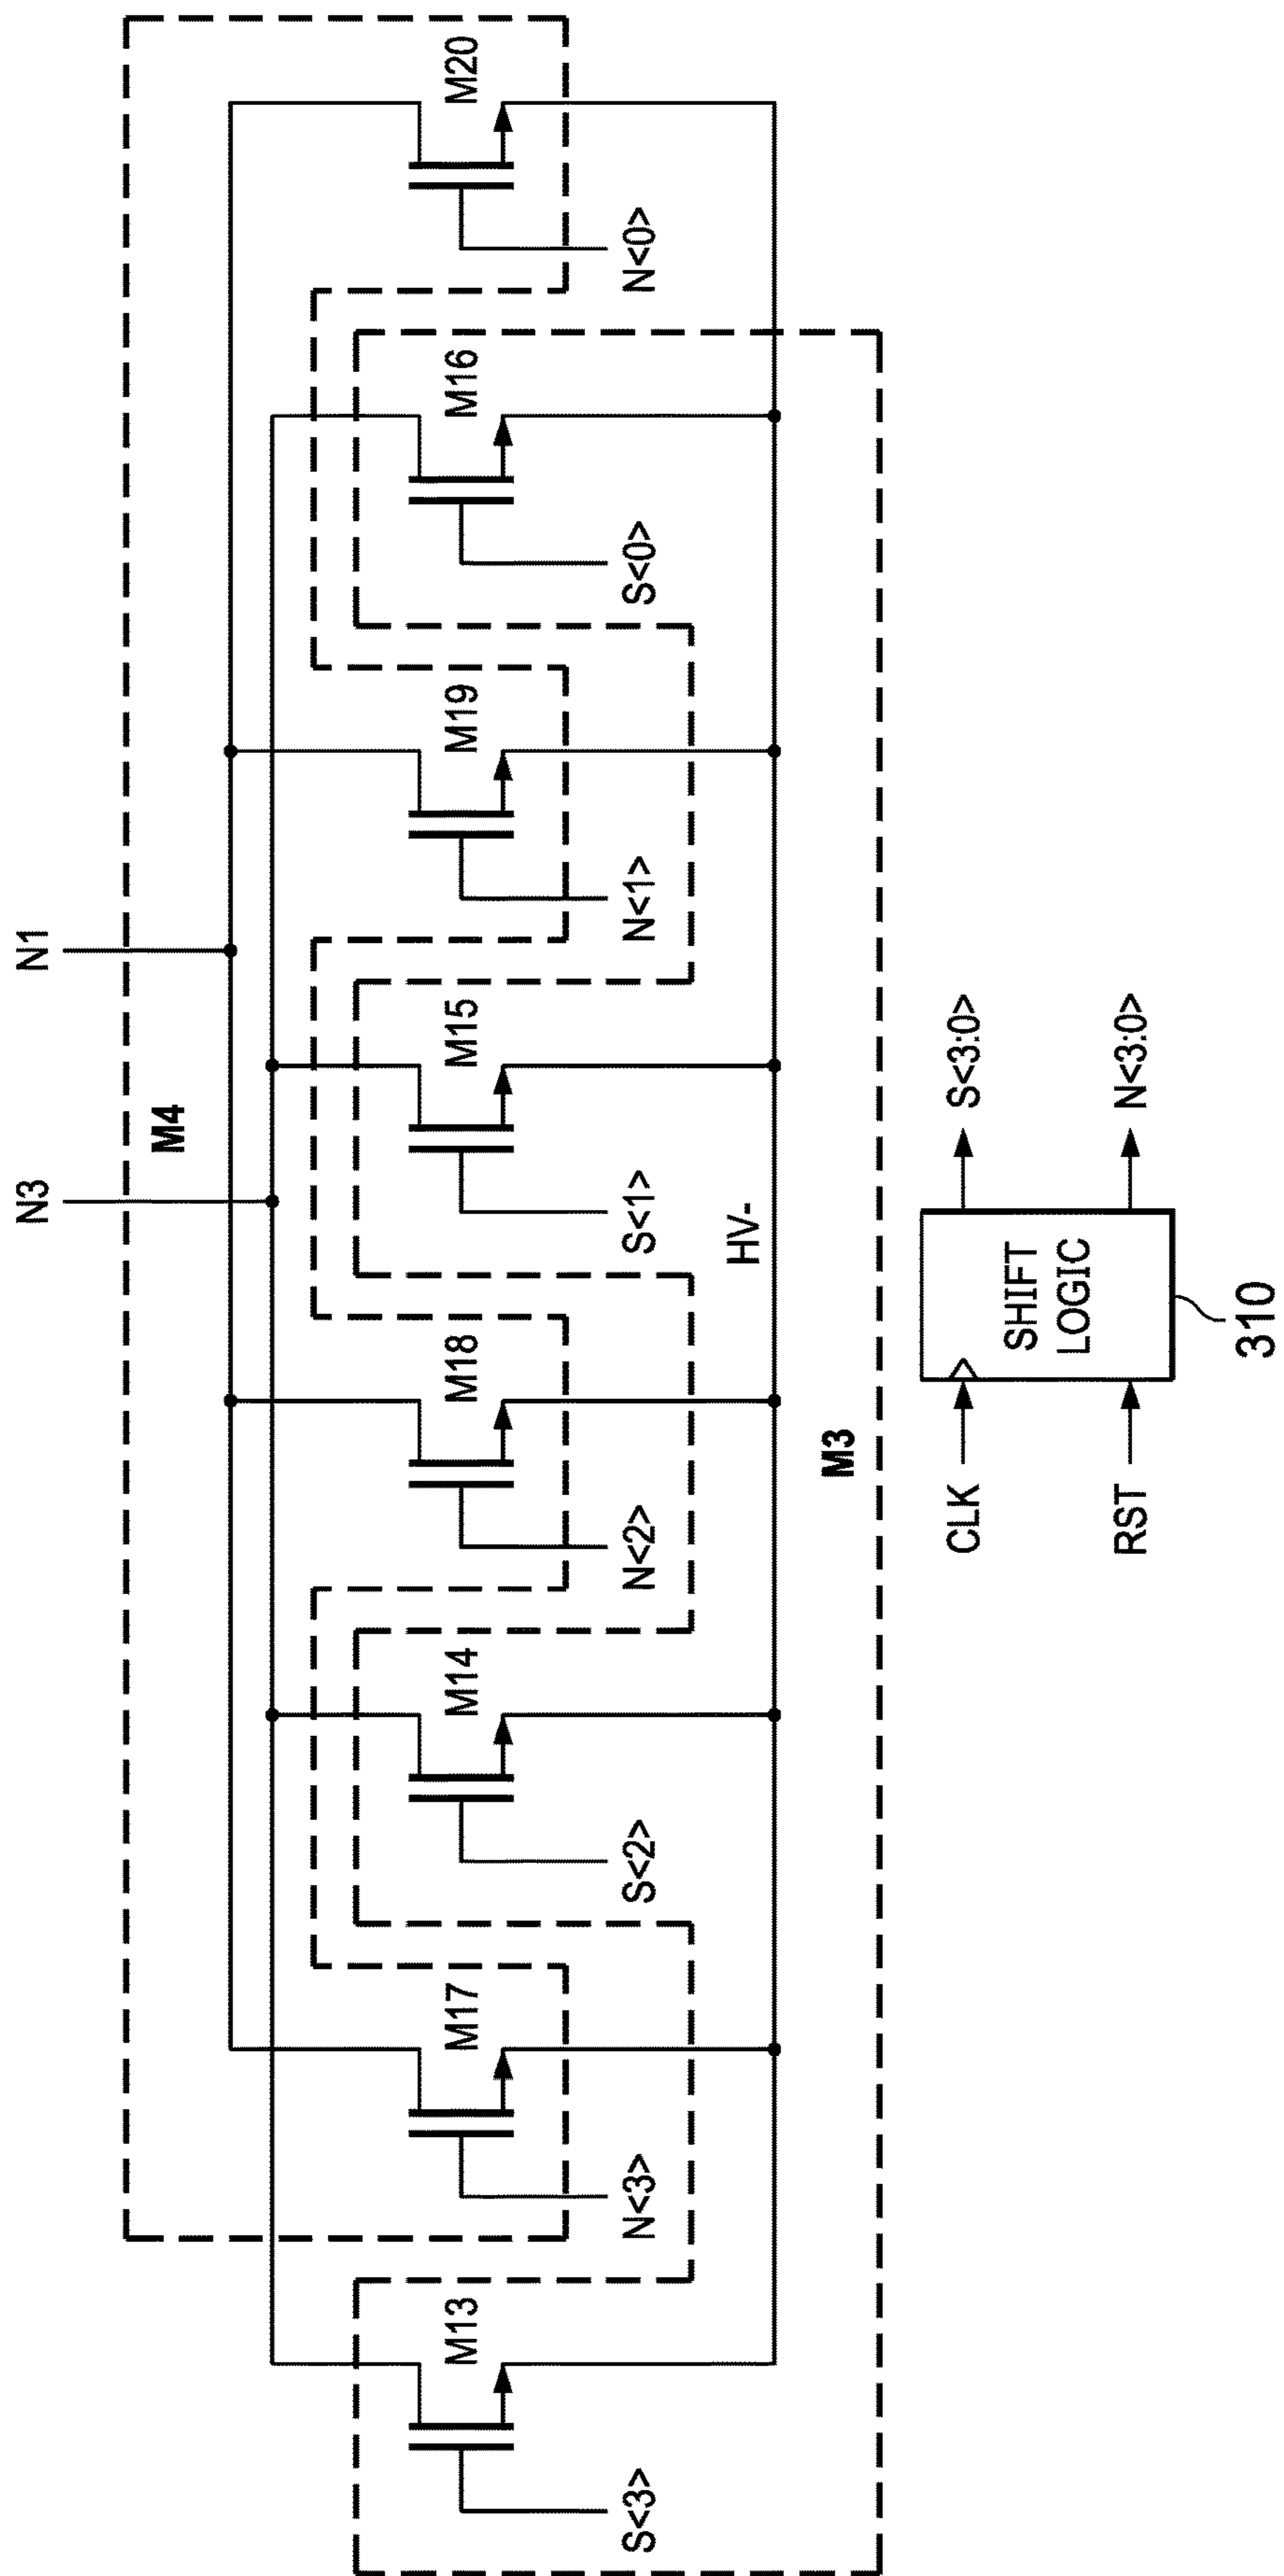 N3
N1
M4
M13
M17
M14
M18
M15
M19
M16
M20
S<3>
N<3>
S<2>
N<2>
S<1>
N<1>
S<0>
N<0>
HV-
M3
CLK
RST
SHIFT
LOGIC
S<3:0>
N<3:0>
310